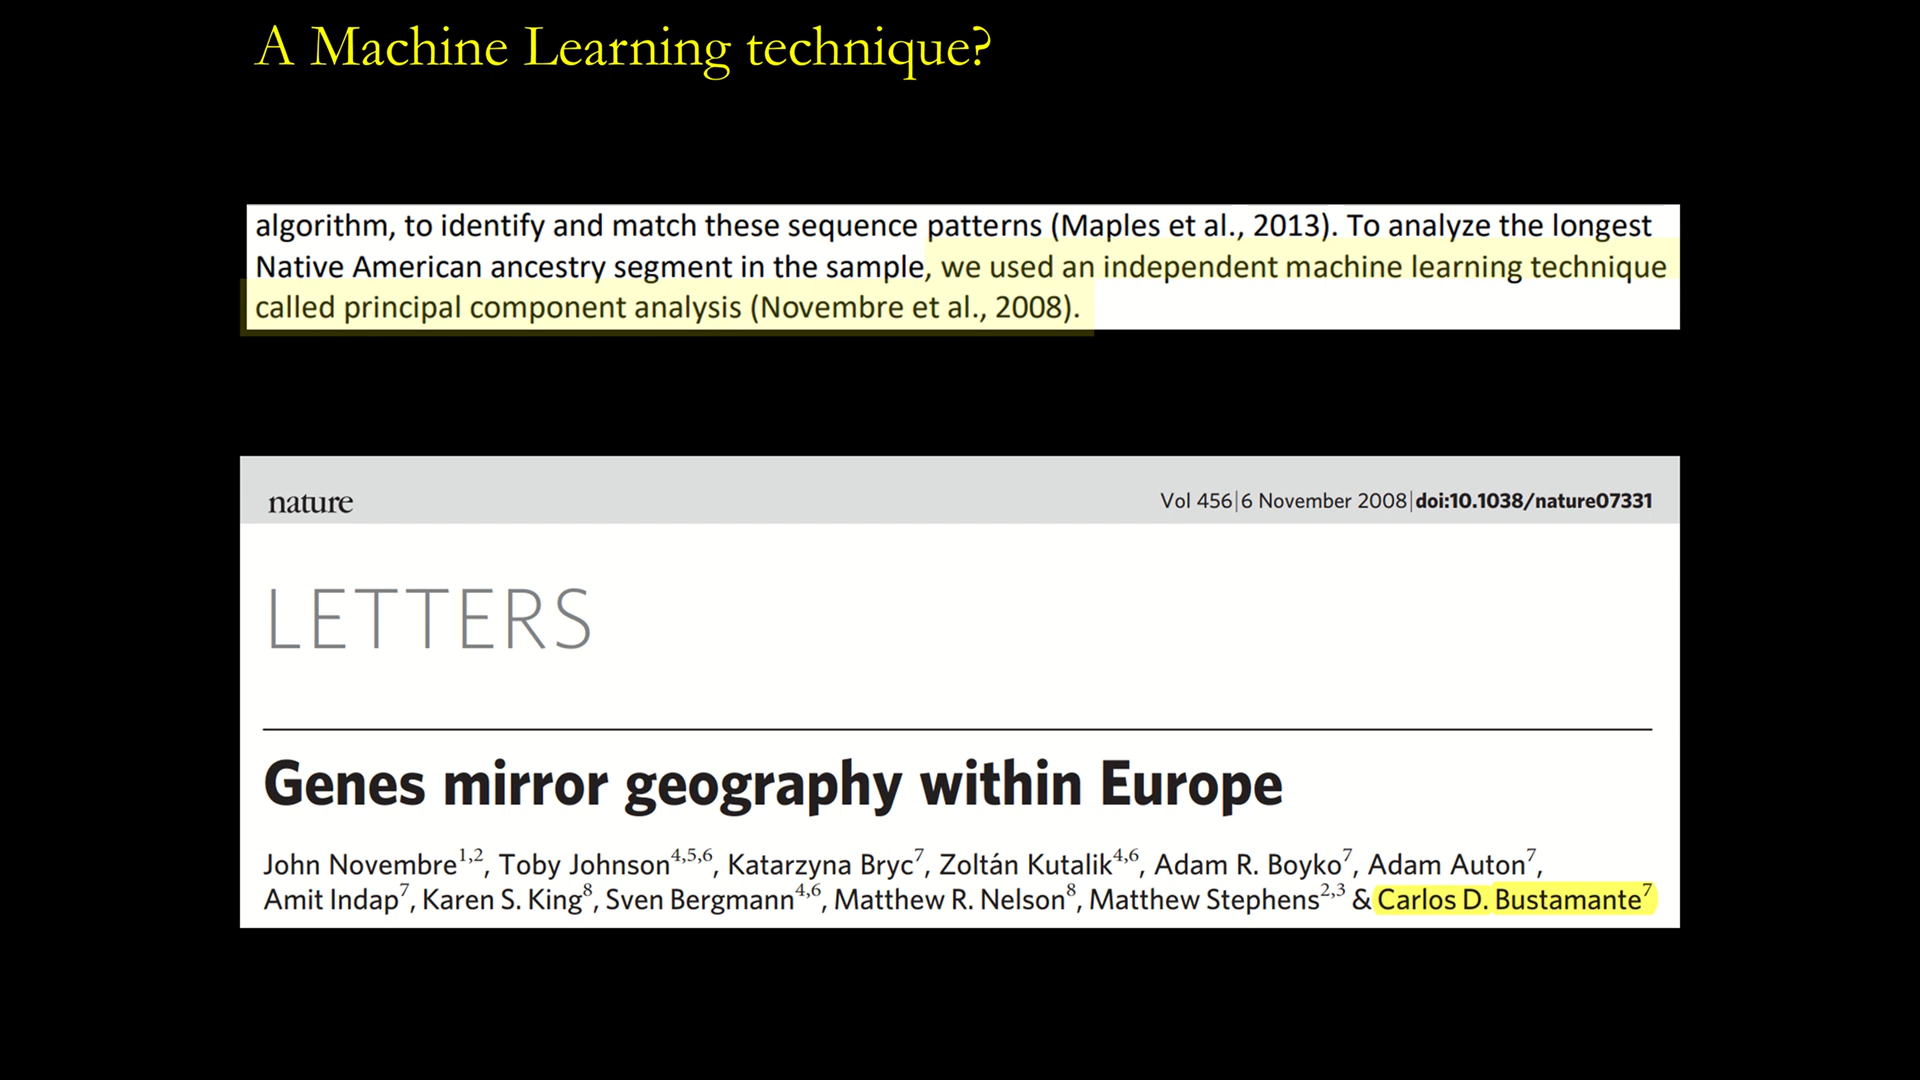 A Machine Learning technique?
algorithm, to identify and match these sequence patterns (Maples et al., 2013). To analyze the longest
Native American ancestry segment in the sample, we used an independent machine learning technique
called principal component analysis (Novembre et al., 2008).
nature
Vol 456|6 November 2008|doi:10.1038/nature07331
LETTERS
Genes mirror geography within Europe
John Novembre1,2, Toby Johnson4,5,6, Katarzyna Bryc7, Zoltán Kutalik4,6, Adam R. Boyko7, Adam Auton7,
Amit Indap7, Karen S. King8, Sven Bergmann4,6, Matthew R. Nelson8, Matthew Stephens2,3 & Carlos D. Bustamante7